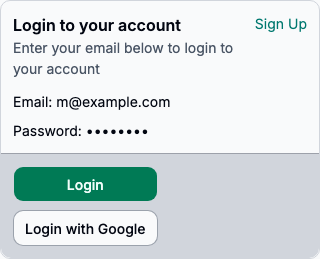 Login to your account
Sign Up
Enter your email below to login to
your account
Email: m@example.com
Password: ••••••••
Login
Login with Google